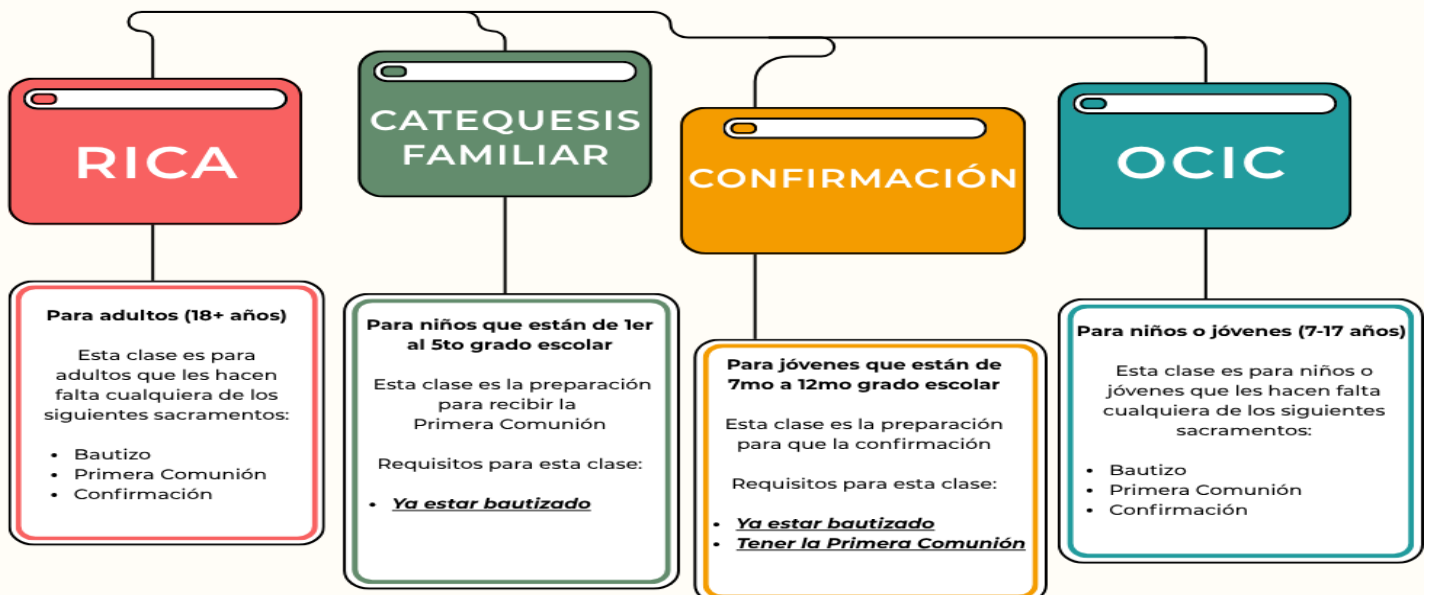 RICA
Para adultos (18+ años)
Esta clase es para
adultos que les hacen
falta cualquiera de los
siguientes sacramentos:
• Bautizo
• Primera Comunión
• Confirmación
CATEQUESIS
FAMILIAR
Para niños que están de 1er
al 5to grado escolar
Esta clase es la preparación
para recibir la
Primera Comunión
Requisitos para esta clase:
• Ya estar bautizado
CONFIRMACIÓN
Para jóvenes que están de
7mo a 12mo grado escolar
Esta clase es la preparación
para que la confirmación
Requisitos para esta clase:
• Ya estar bautizado
• Tener la Primera Comunión
OCIC
Para niños o jóvenes (7-17 años)
Esta clase es para niños o
jóvenes que les hacen falta
cualquiera de los siguientes
sacramentos:
• Bautizo
• Primera Comunión
• Confirmación